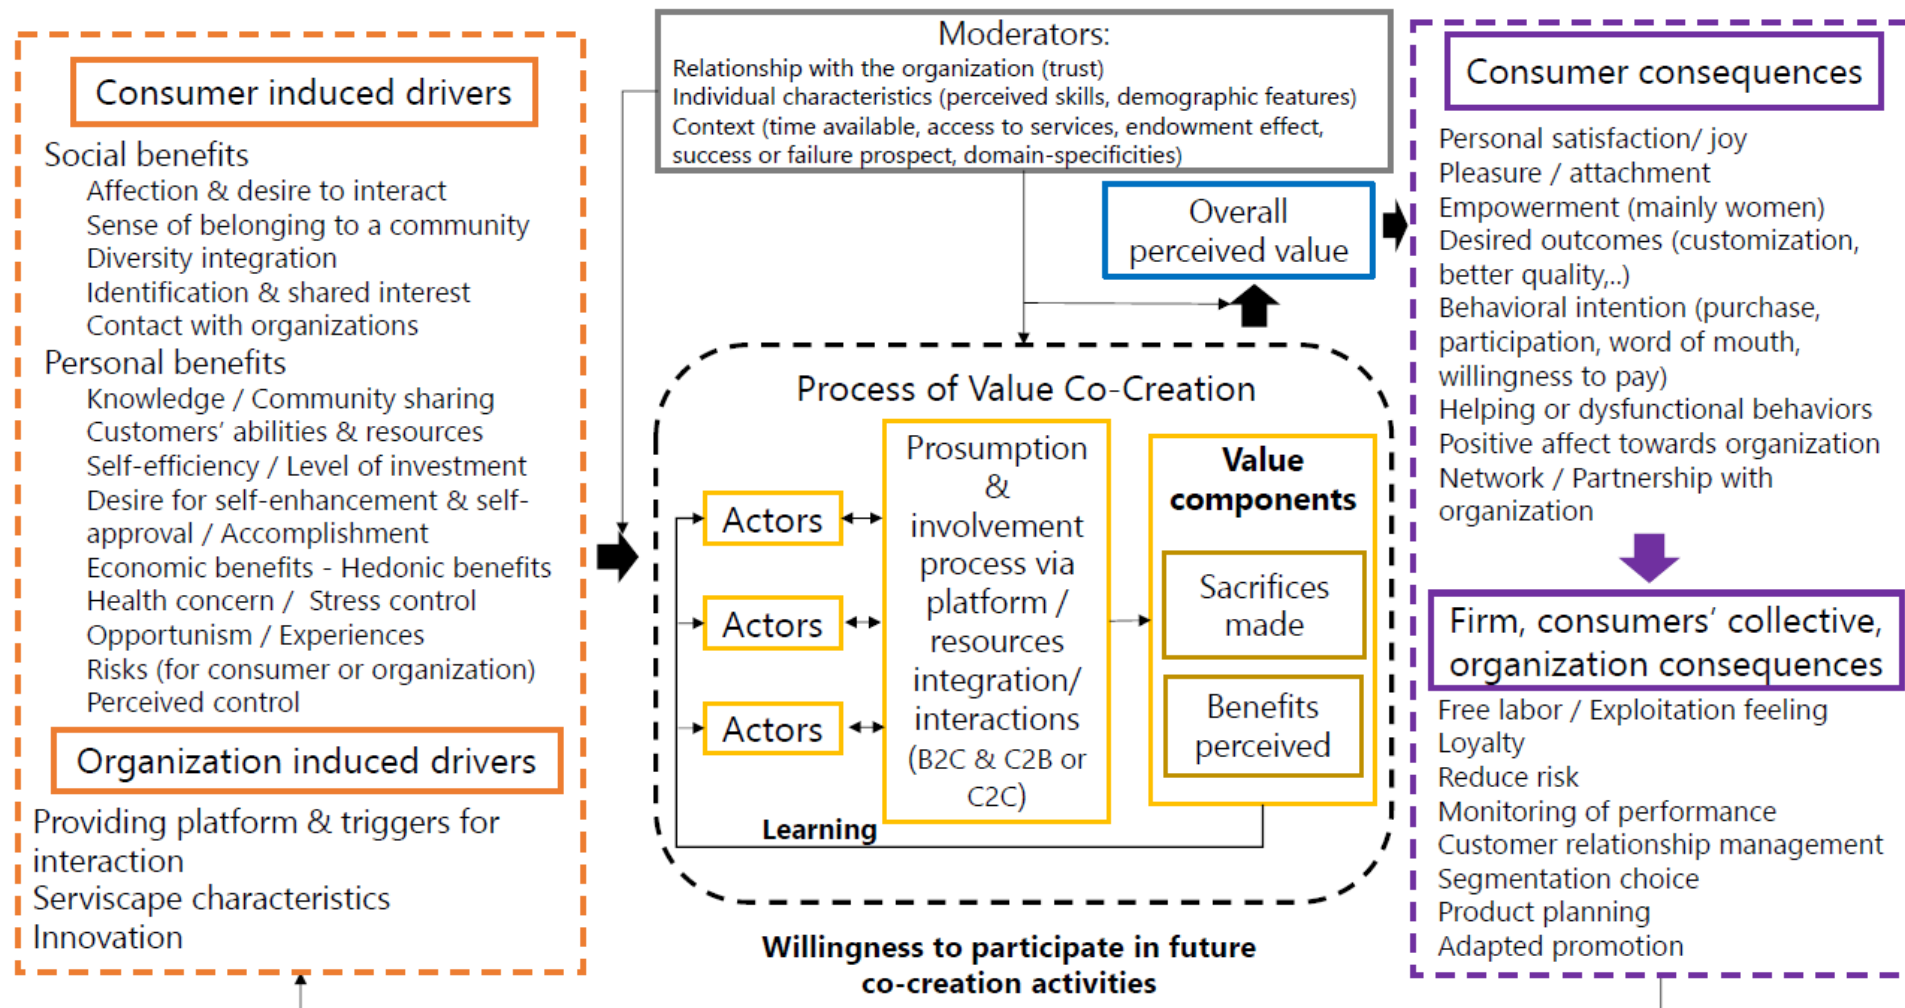 Consumer induced drivers
Social benefits
Affection & desire to interact
Sense of belonging to a community
Diversity integration
Identification & shared interest
Contact with organizations
Personal benefits
Knowledge / Community sharing
Customers’ abilities & resources
Self-efficiency / Level of investment
Desire for self-enhancement & self-
approval / Accomplishment
Economic benefits - Hedonic benefits
Health concern / Stress control
Opportunism / Experiences
Risks (for consumer or organization)
Perceived control
Organization induced drivers
Providing platform & triggers for
interaction
Serviscape characteristics
Innovation
Moderators:
Relationship with the organization (trust)
Individual characteristics (perceived skills, demographic features)
Context (time available, access to services, endowment effect,
success or failure prospect, domain-specificities)
Overall
perceived value
Process of Value Co-Creation
Actors
Actors
Actors
Prosumption
&
involvement
process via
platform /
resources
integration/
interactions
(B2C & C2B or
C2C)
Value
components
Sacrifices
made
Benefits
perceived
Learning
Willingness to participate in future
co-creation activities
Consumer consequences
Personal satisfaction/ joy
Pleasure / attachment
Empowerment (mainly women)
Desired outcomes (customization,
better quality,..)
Behavioral intention (purchase,
participation, word of mouth,
willingness to pay)
Helping or dysfunctional behaviors
Positive affect towards organization
Network / Partnership with
organization
Firm, consumers’ collective,
organization consequences
Free labor / Exploitation feeling
Loyalty
Reduce risk
Monitoring of performance
Customer relationship management
Segmentation choice
Product planning
Adapted promotion